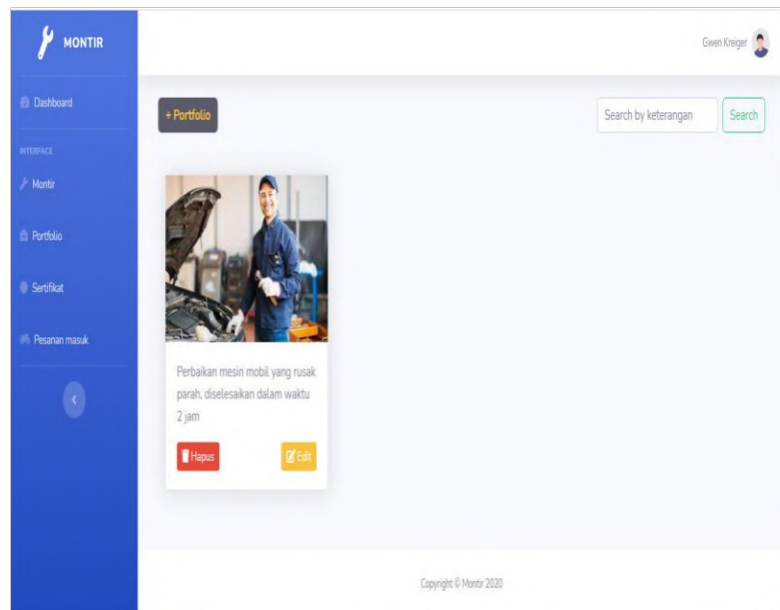 MONTIR
Gwen Kreiger
Dashboard
+ Portfolio
Search by keterangan
Search
INTERFACE
Montir
Portfolio
Sertifikat
Pesanan masuk
Perbaikan mesin mobil yang rusak
parah, diselesaikan dalam waktu
2 jam
Hapus
Edit
Copyright © Montir 2020